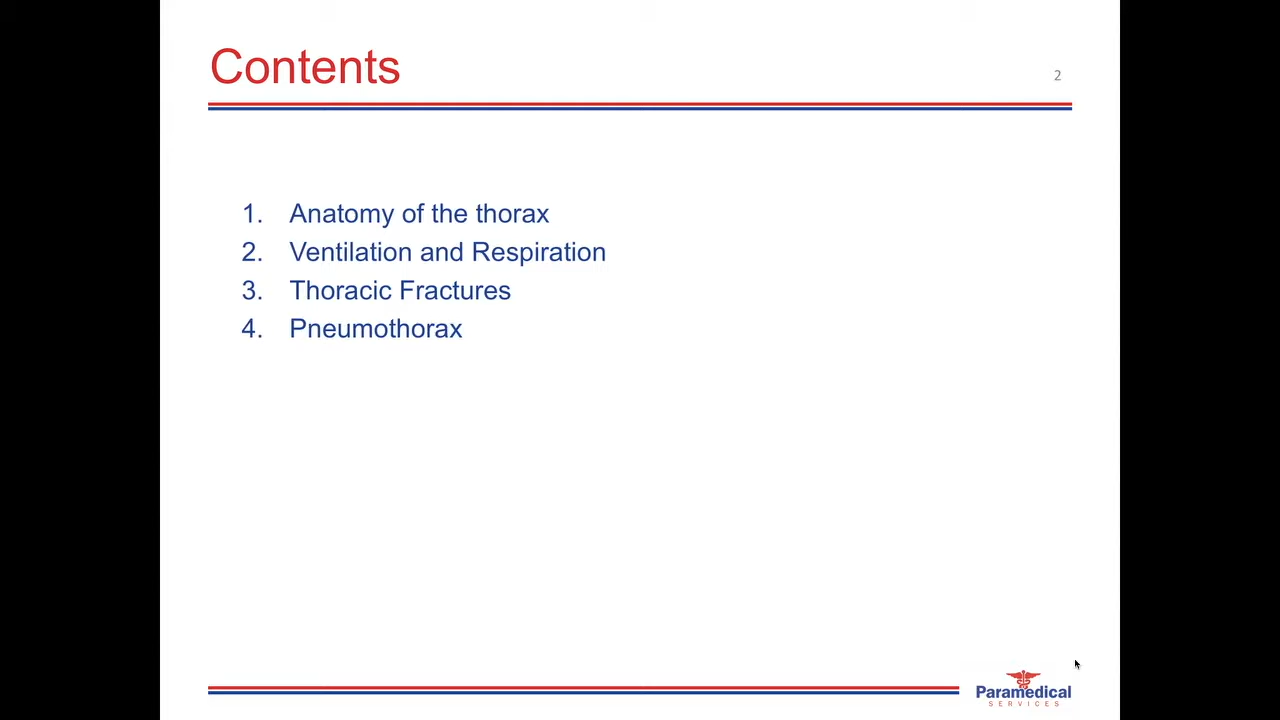 Contents
2
1. Anatomy of the thorax
2. Ventilation and Respiration
3. Thoracic Fractures
4. Pneumothorax
Paramedical
SERVICES